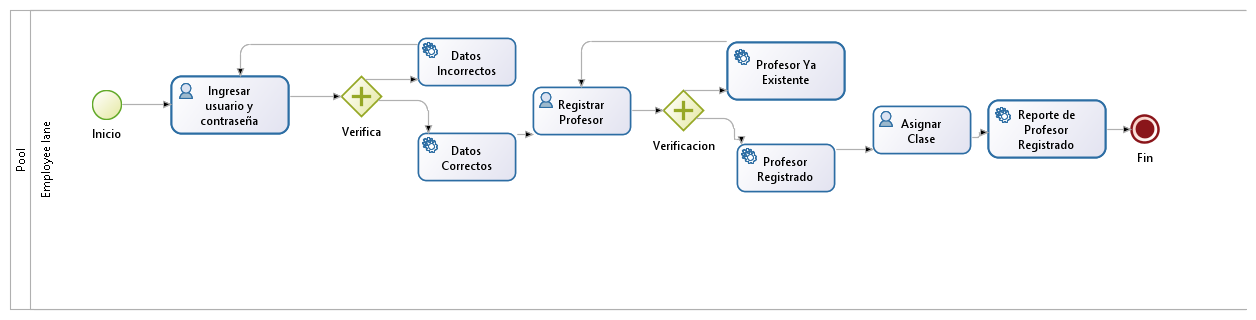 Pool
Employee lane
Inicio
Ingresar
usuario y
contraseña
Verifica
Datos
Incorrectos
Datos
Correctos
Registrar
Profesor
Verificacion
Profesor Ya
Existente
Profesor
Registrado
Asignar
Clase
Reporte de
Profesor
Registrado
Fin